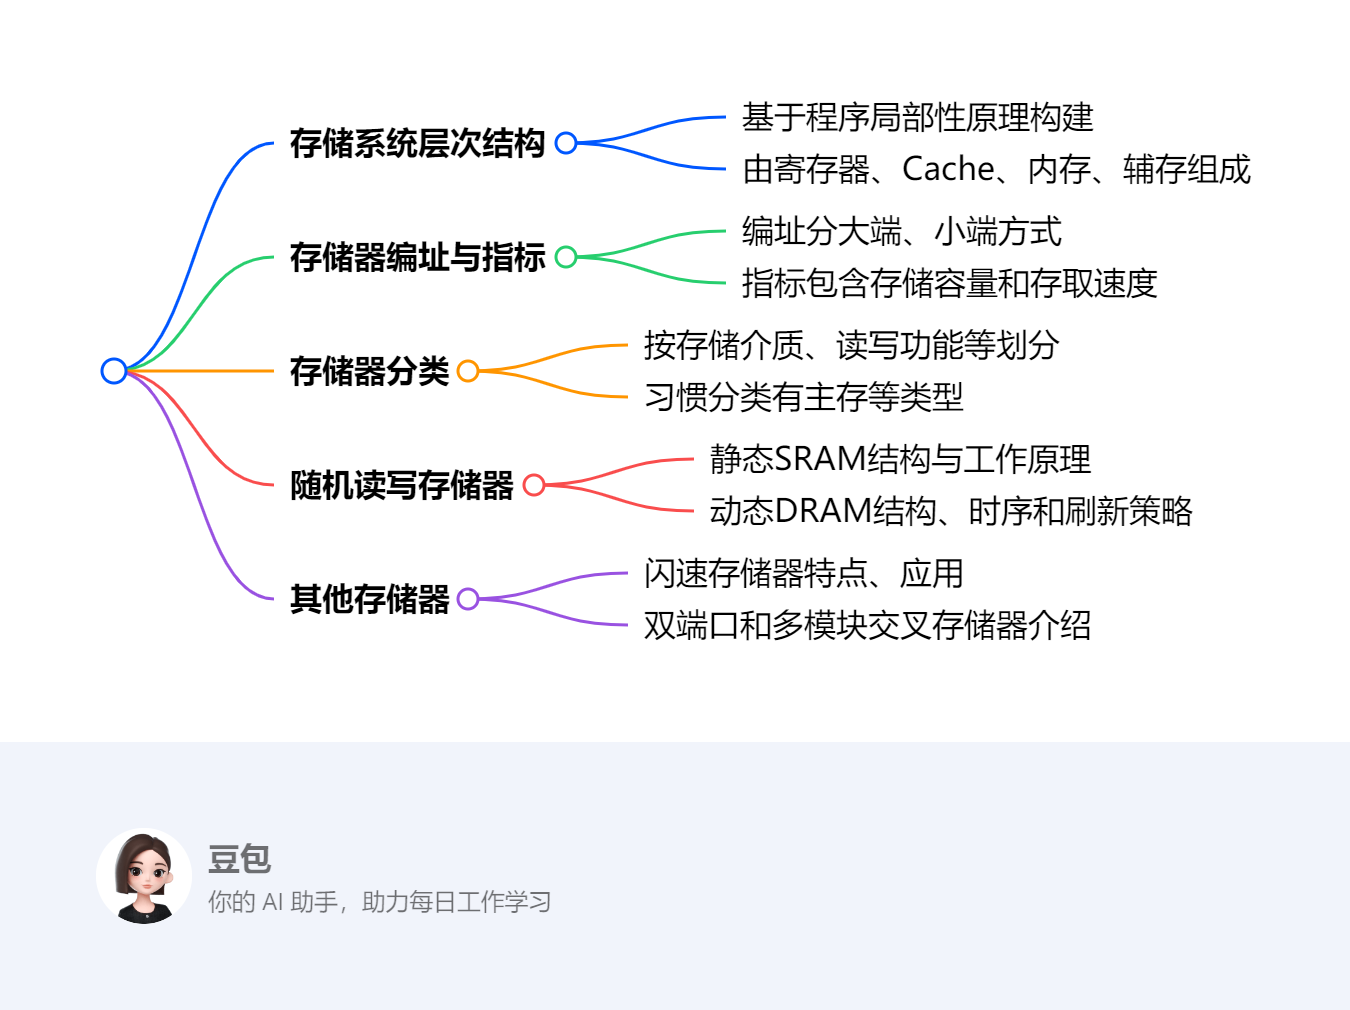 存储系统层次结构
基于程序局部性原理构建
由寄存器、Cache、内存、辅存组成
存储器编址与指标
编址分大端、小端方式
指标包含存储容量和存取速度
存储器分类
按存储介质、读写功能等划分
习惯分类有主存等类型
随机读写存储器
静态SRAM结构与工作原理
动态DRAM结构、时序和刷新策略
其他存储器
闪速存储器特点、应用
双端口和多模块交叉存储器介绍
豆包
你的 AI 助手，助力每日工作学习